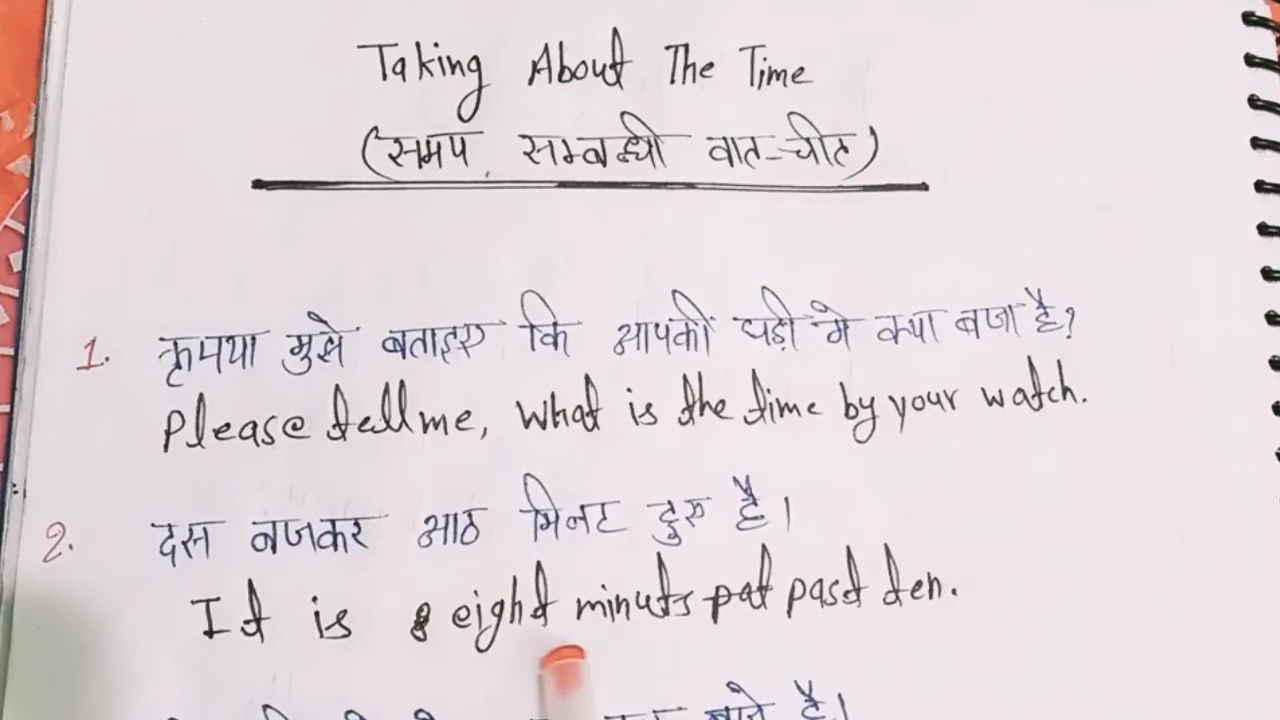 Taking About The Time
(समय सम्बन्धी वात-चीत)
1. कृपया मुझे बताइए कि आपकी घड़ी मे क्या बजा है?
Please tell me, What is the time by your watch.
2. दस बजकर आठ मिनट हुए है।
It is 8 eight minuts pat past ten.
बाने है।